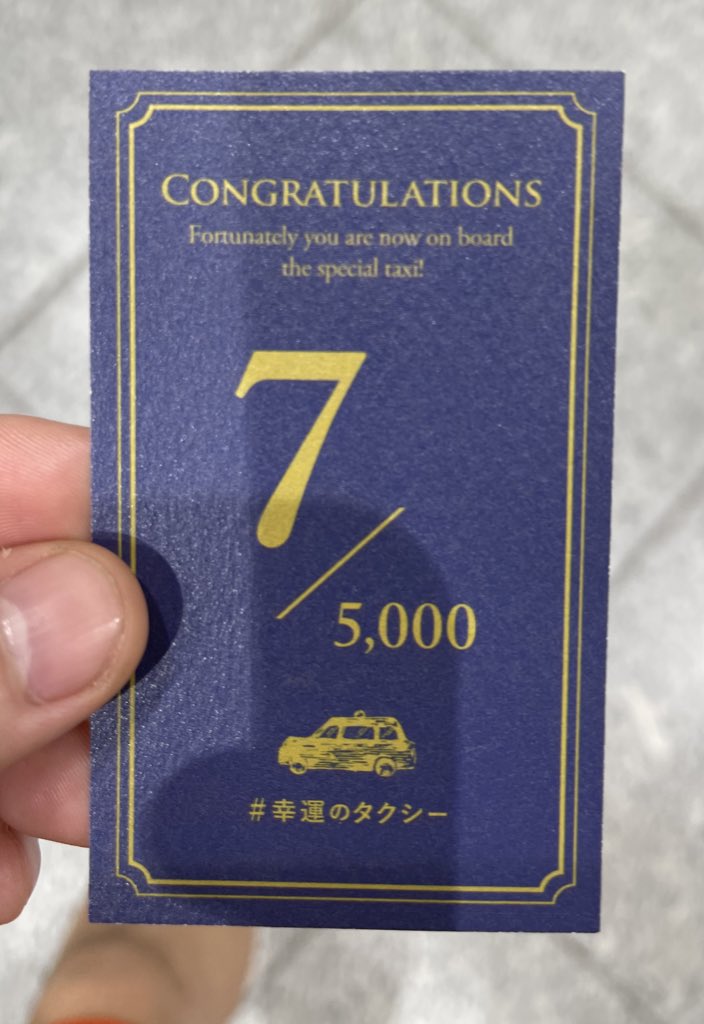 CONGRATULATIONS
Fortunately you are now on board
the special taxi!
7/
5,000
#幸運のタクシー